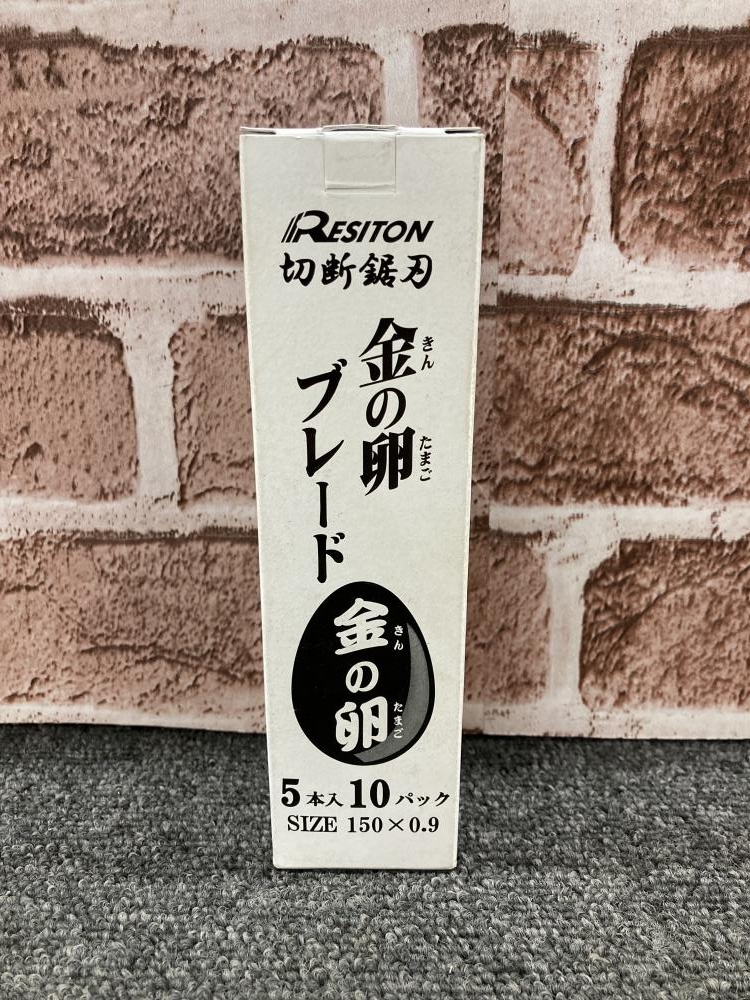 RESITON
切断鋸刃
金の卵
きん
たまご
ブレード
金の卵
きん
たまご
5本入10パック
SIZE 150×0.9